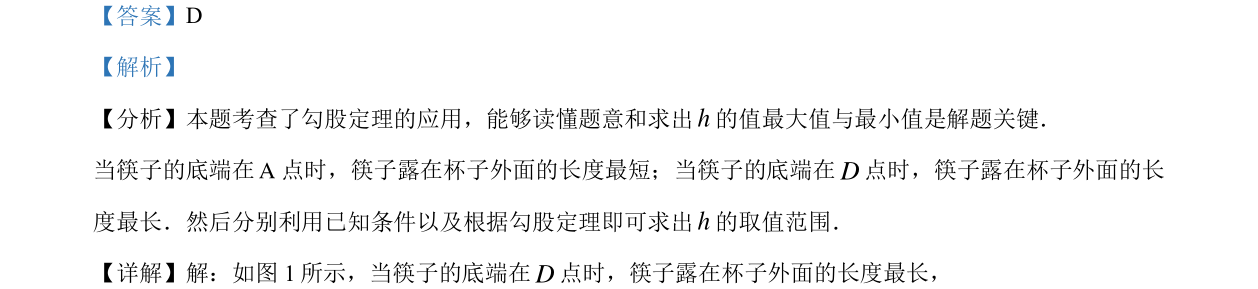 【答案】D
【解析】
【分析】本题考查了勾股定理的应用，能够读懂题意和求出 h 的值最大值与最小值是解题关键．
当筷子的底端在 A 点时，筷子露在杯子外面的长度最短；当筷子的底端在 D 点时，筷子露在杯子外面的长
度最长．然后分别利用已知条件以及根据勾股定理即可求出 h 的取值范围．
【详解】解：如图 1 所示，当筷子的底端在 D 点时，筷子露在杯子外面的长度最长，